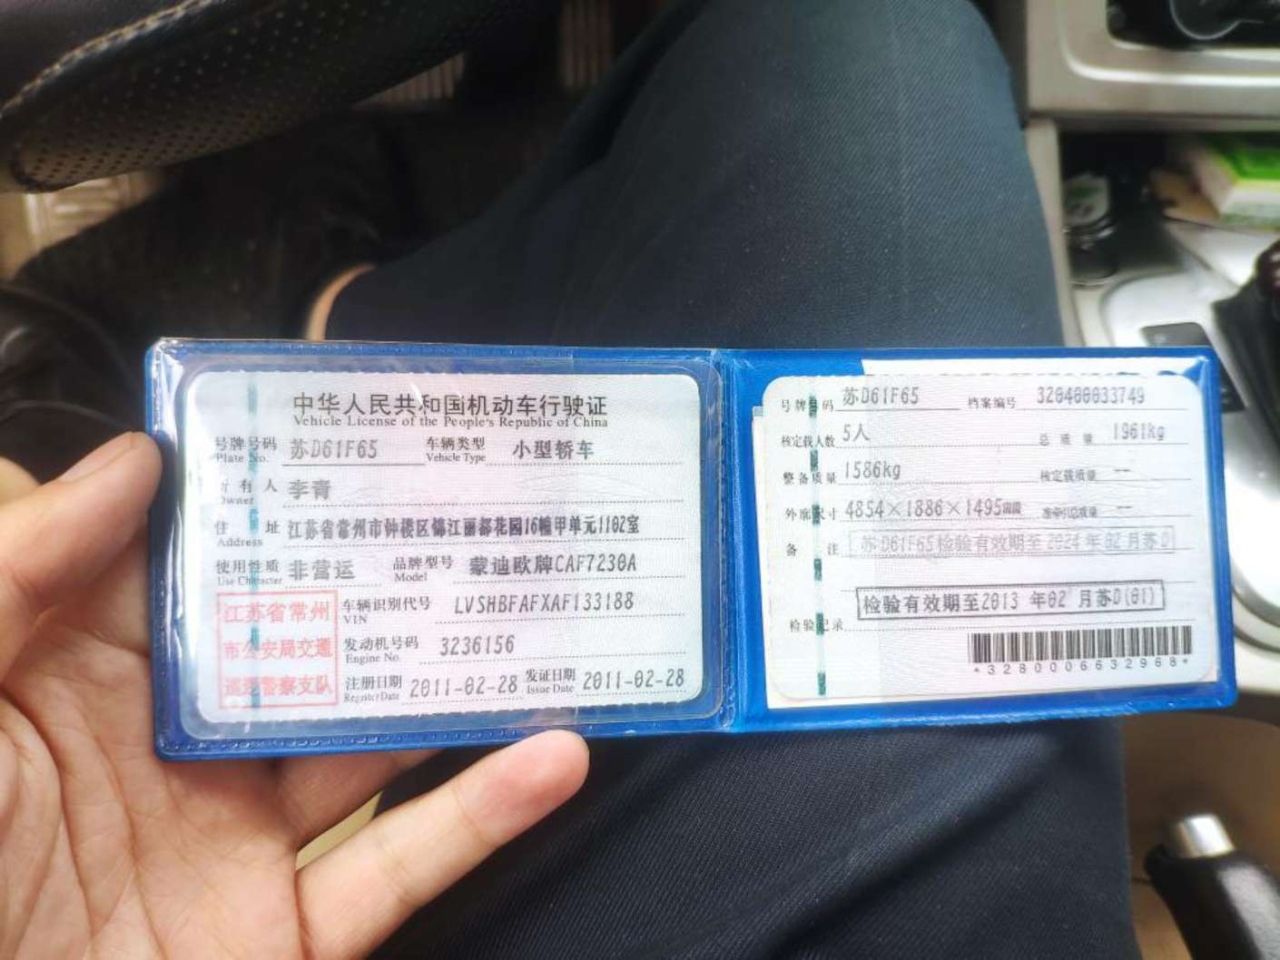 中华人民共和国机动车行驶证
Vehicle License of the People's Republic of China
号牌号码 苏D61F65 车辆类型 小型轿车
Plate No. Vehicle Type
所有人 李青
Owner
住址 江苏省常州市钟楼区锦江丽都花园16幢甲单元1102室
Address
使用性质 非营运 品牌型号 蒙迪欧牌CAF7230A
Use Character Model
江苏省常州
市公安局交通
巡逻警察支队
车辆识别代号 LVSHBFAFXAF133188
VIN
发动机号码 3236156
Engine No.
注册日期 2011-02-28 发证日期 2011-02-28
Register Date Issue Date
号牌号码 苏D61F65 档案编号 320400033749
核定载人数 5人 总质量 1961kg
整备质量 1586kg 核定载质量 --
外廓尺寸 4854×1886×1495mm 准牵引总质量 --
备注 苏D61F65检验有效期至2024年02月苏D
检验有效期至2013 年02 月苏D(01)
检验记录
*3280006632968*